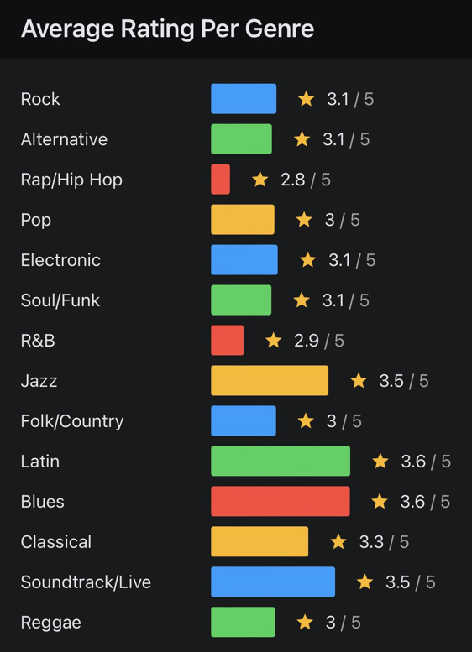 Average Rating Per Genre
Rock 3.1 / 5
Alternative 3.1 / 5
Rap/Hip Hop 2.8 / 5
Pop 3 / 5
Electronic 3.1 / 5
Soul/Funk 3.1 / 5
R&B 2.9 / 5
Jazz 3.5 / 5
Folk/Country 3 / 5
Latin 3.6 / 5
Blues 3.6 / 5
Classical 3.3 / 5
Soundtrack/Live 3.5 / 5
Reggae 3 / 5